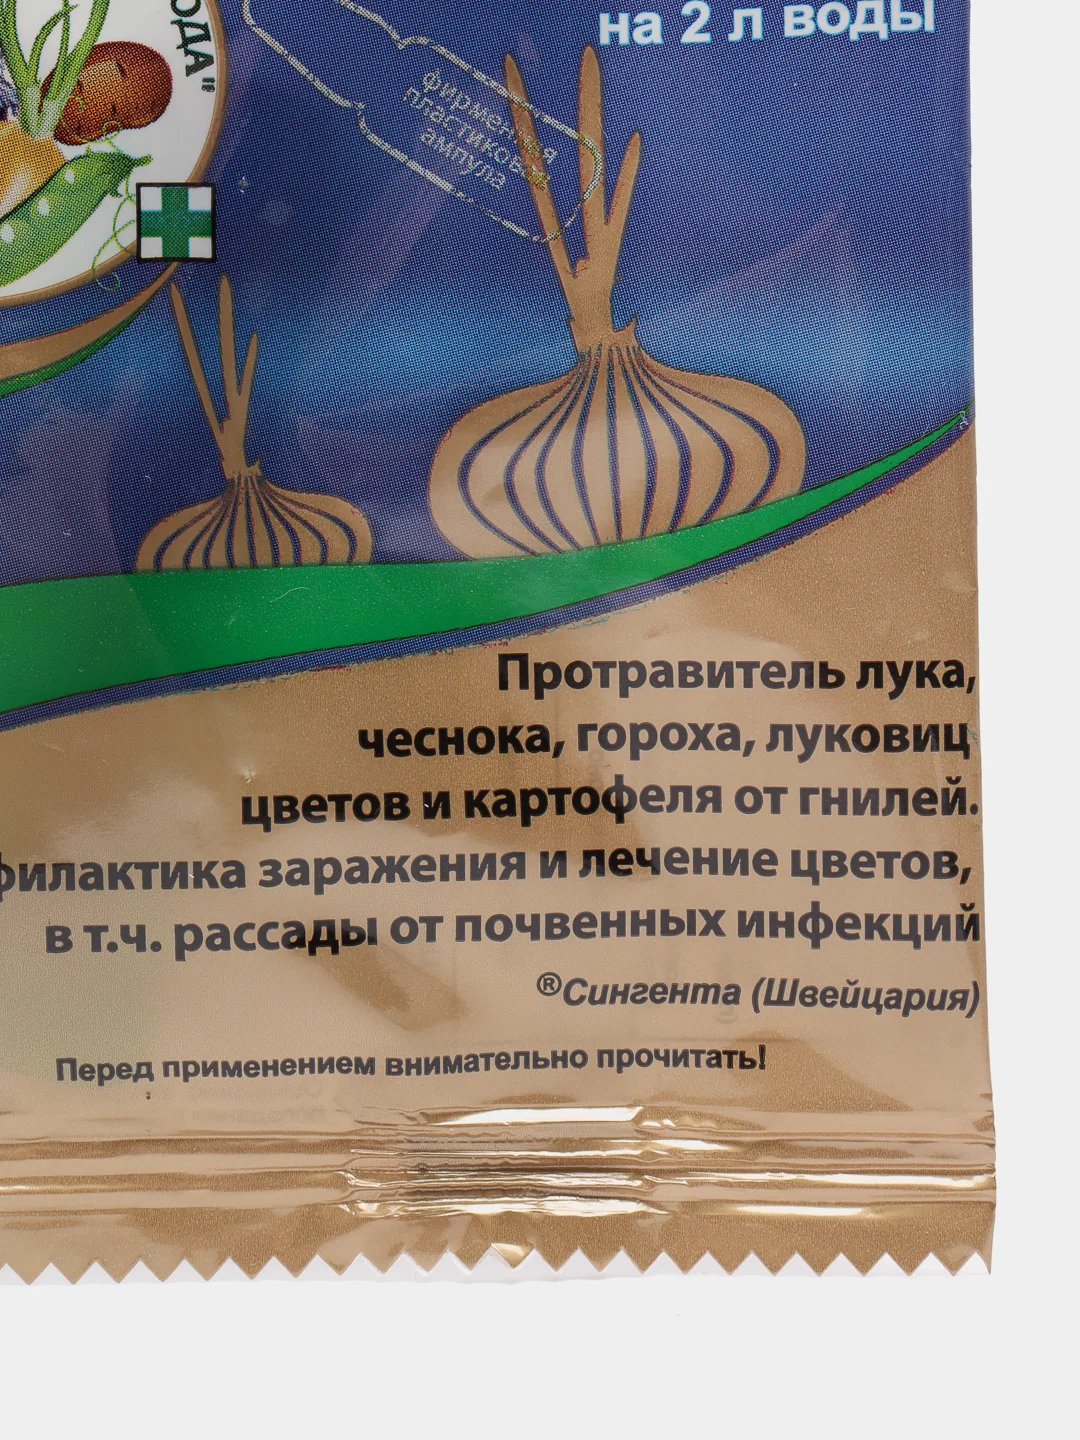 на 2 л воды
ОДА"
фирменная
пластиковая
ампула
Протравитель лука,
чеснока, гороха, луковиц
цветов и картофеля от гнилей.
филактика заражения и лечение цветов,
в т.ч. рассады от почвенных инфекций
®Сингента (Швейцария)
Перед применением внимательно прочитать!